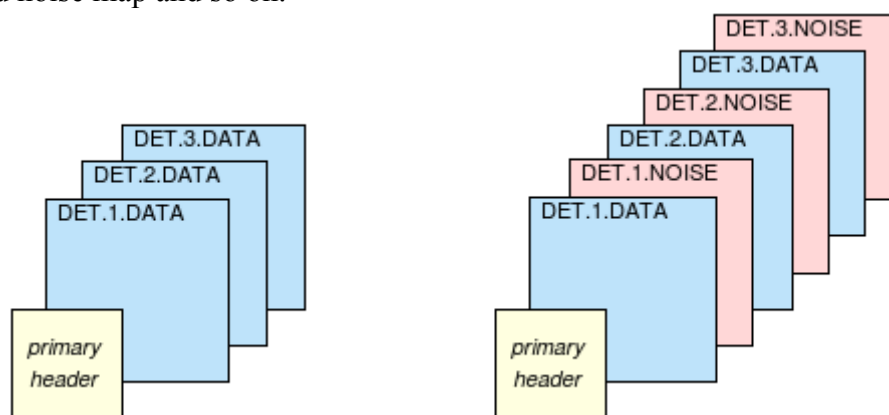 d noise map and so on.
DET.3.DATA
DET.2.DATA
DET.1.DATA
primary
header
DET.3.NOISE
DET.3.DATA
DET.2.NOISE
DET.2.DATA
DET.1.NOISE
DET.1.DATA
primary
header